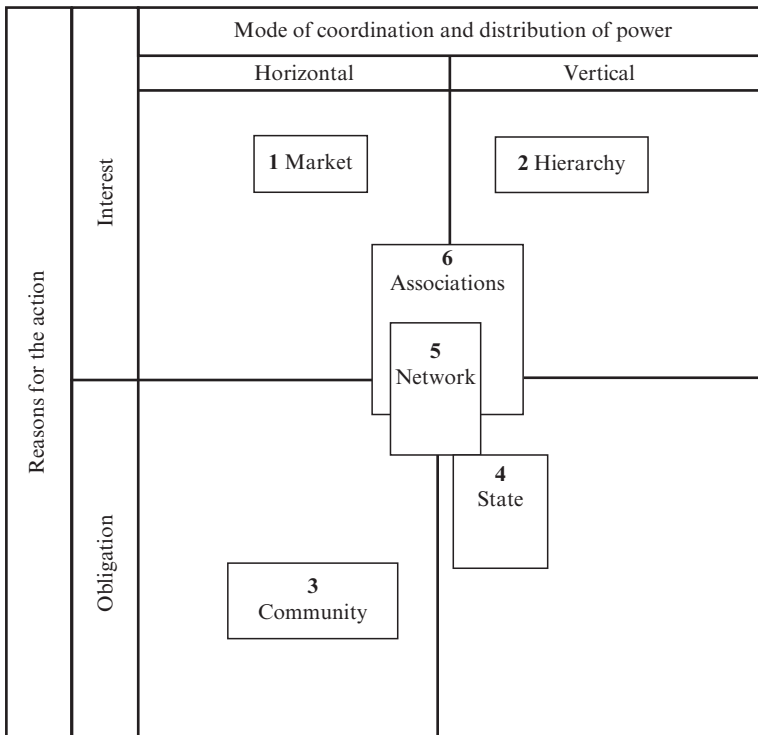 Mode of coordination and distribution of power
Horizontal
Vertical
Reasons for the action
Interest
1 Market
2 Hierarchy
6
Associations
5
Network
Obligation
4
State
3
Community